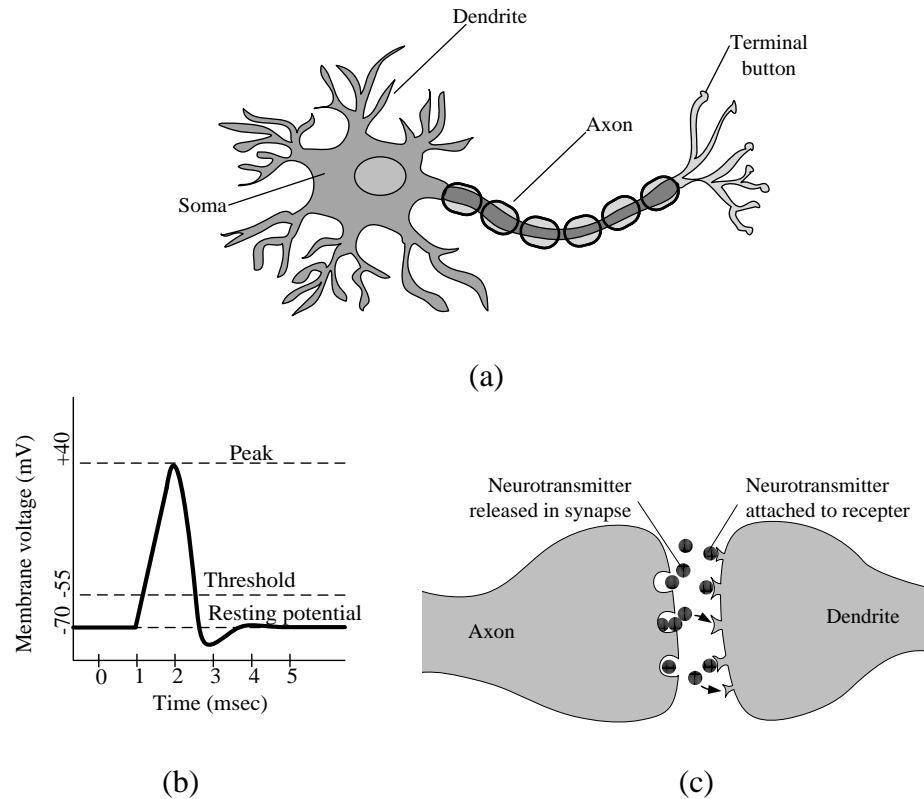 Dendrite
Terminal
button
Axon
Soma
(a)
Membrane voltage (mV)
+40
-55
-70
Peak
Threshold
Resting potential
0 1 2 3 4 5
Time (msec)
(b)
Neurotransmitter
released in synapse
Neurotransmitter
attached to recepter
Axon
Dendrite
(c)